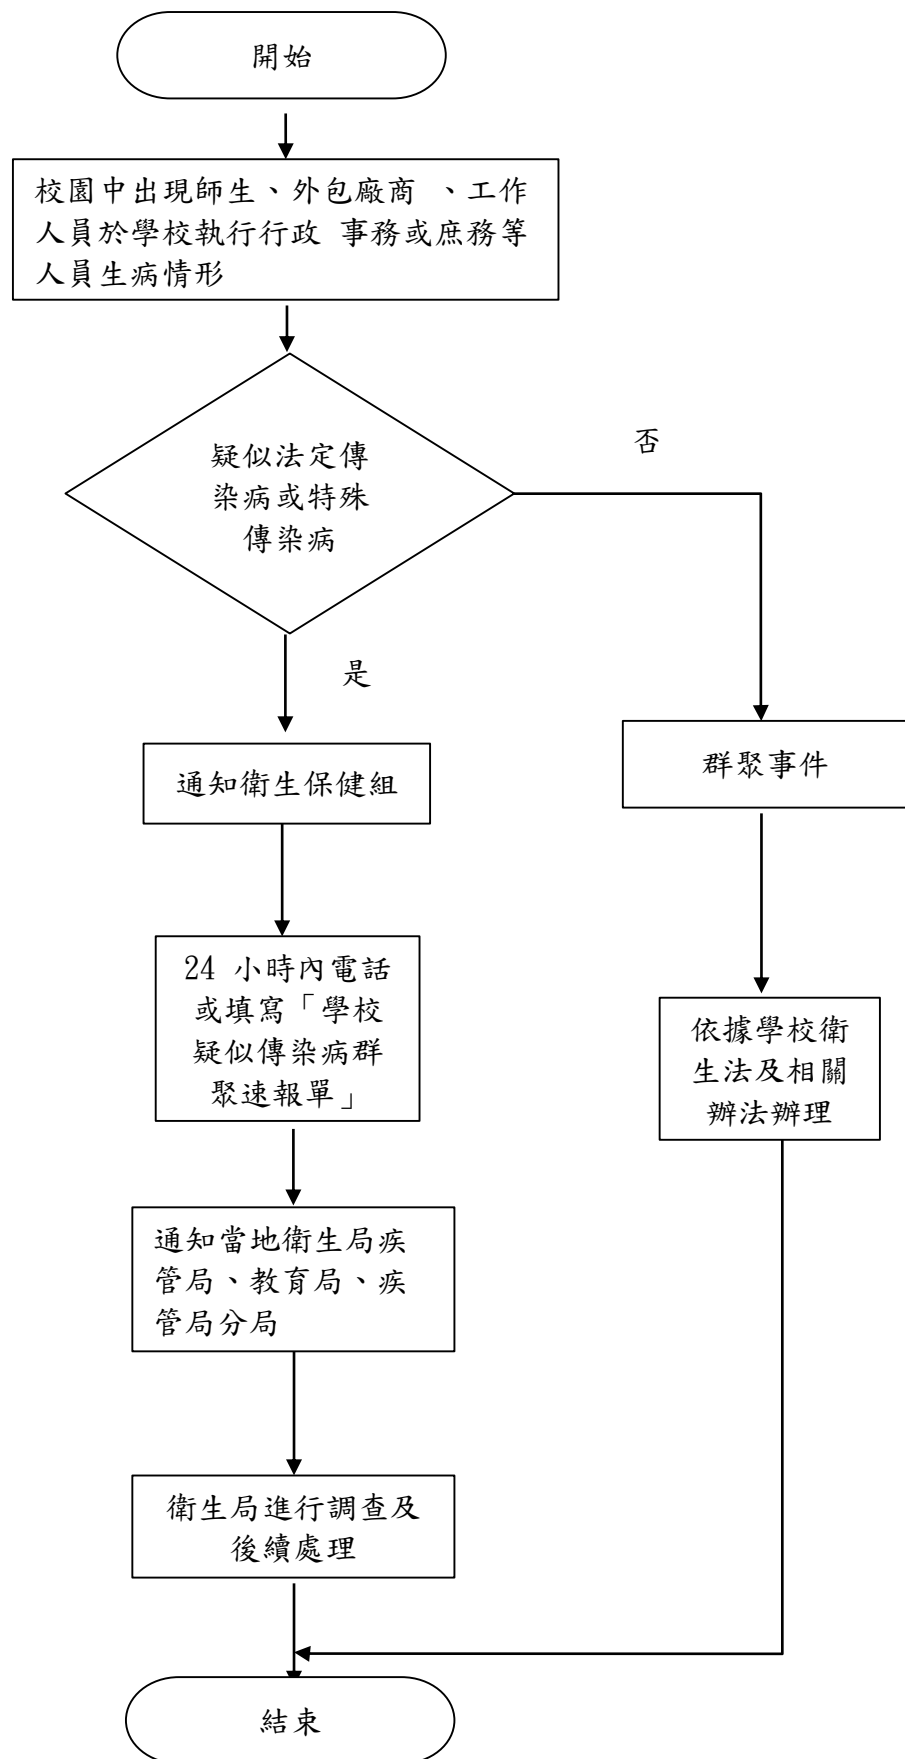 開始
校園中出現師生、外包廠商 、工作
人員於學校執行行政 事務或庶務等
人員生病情形
疑似法定傳
染病或特殊
傳染病
否
是
通知衛生保健組
群聚事件
24 小時內電話
或填寫「學校
疑似傳染病群
聚速報單」
依據學校衛
生法及相關
辦法辦理
通知當地衛生局疾
管局、教育局、疾
管局分局
衛生局進行調查及
後續處理
結束